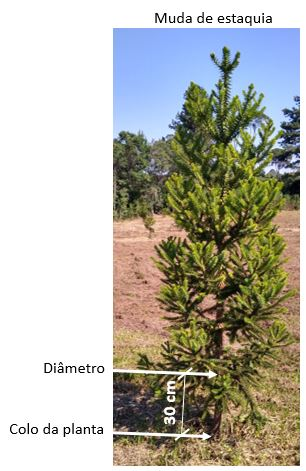 Muda de estaquia
Diâmetro
30 cm
Colo da planta